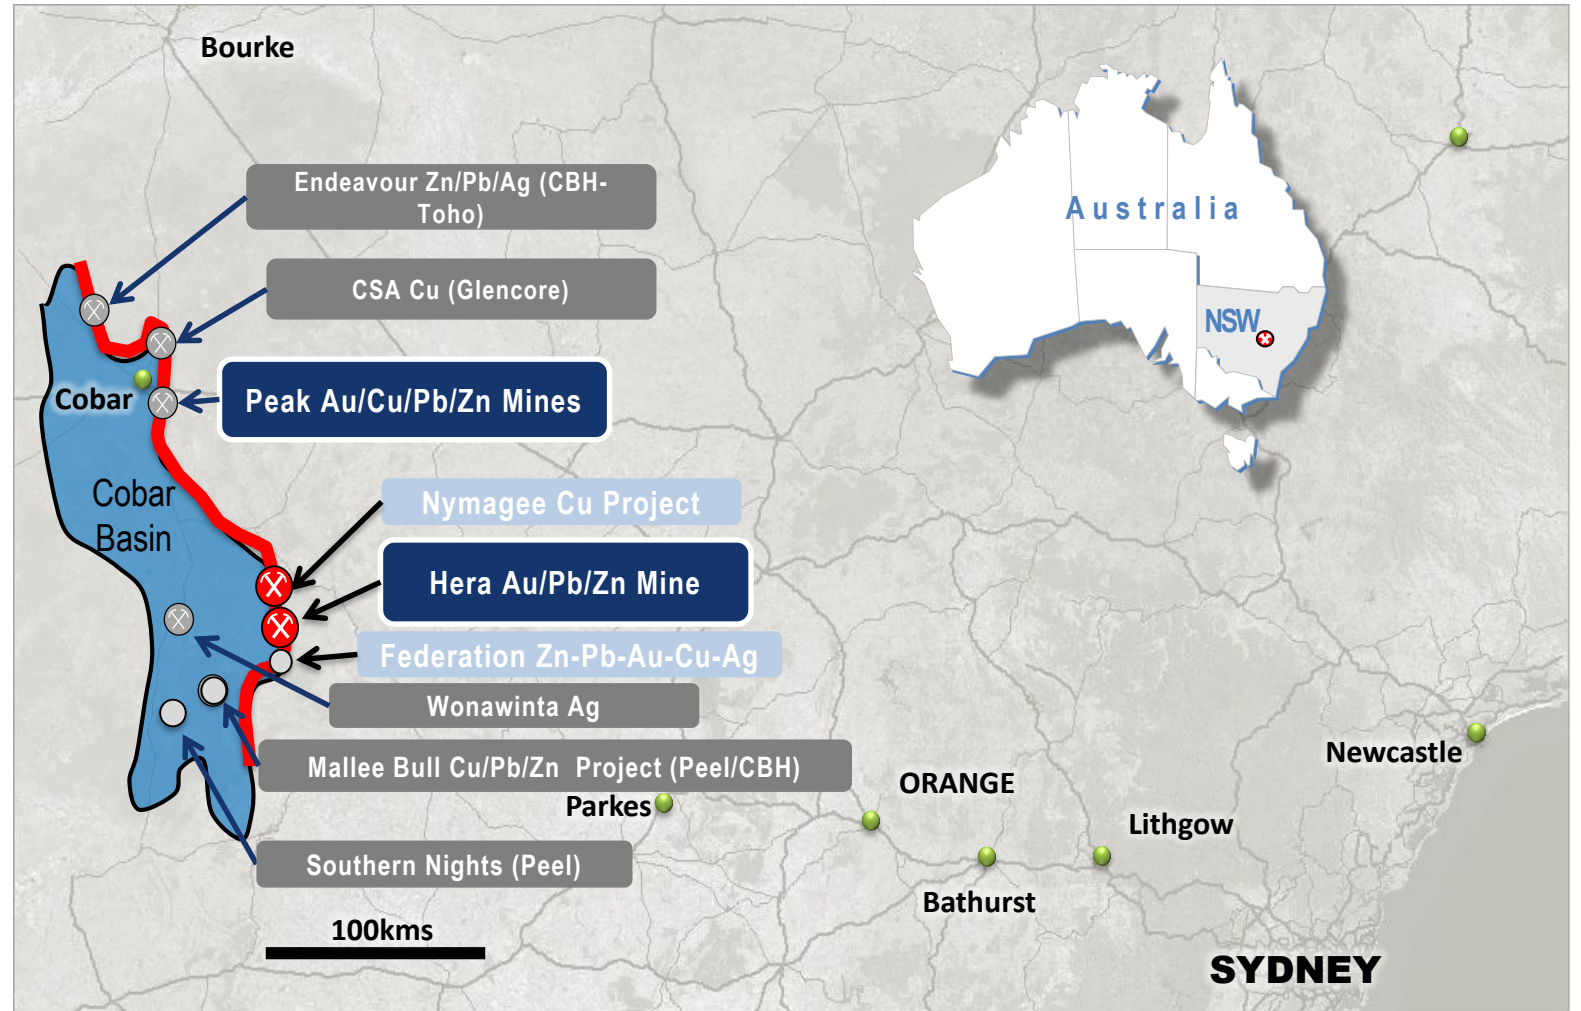 Bourke
Endeavour Zn/Pb/Ag (CBH-
Toho)
Australia
CSA Cu (Glencore)
NSW
Cobar
Peak Au/Cu/Pb/Zn Mines
Cobar
Basin
Nymagee Cu Project
Hera Au/Pb/Zn Mine
Federation Zn-Pb-Au-Cu-Ag
Wonawinta Ag
Mallee Bull Cu/Pb/Zn Project (Peel/CBH)
Newcastle
ORANGE
Parkes
Lithgow
Southern Nights (Peel)
Bathurst
100kms
SYDNEY